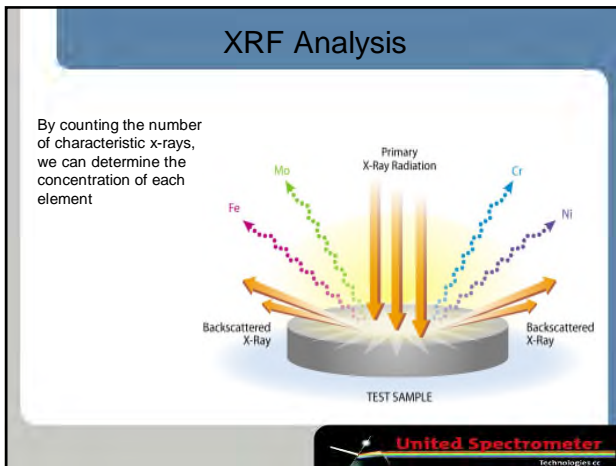 XRF Analysis
By counting the number
of characteristic x-rays,
we can determine the
concentration of each
element
Primary
X-Ray Radiation
Mo
Cr
Fe
Ni
Backscattered
X-Ray
Backscattered
X-Ray
TEST SAMPLE
United Spectrometer
Technologies cc